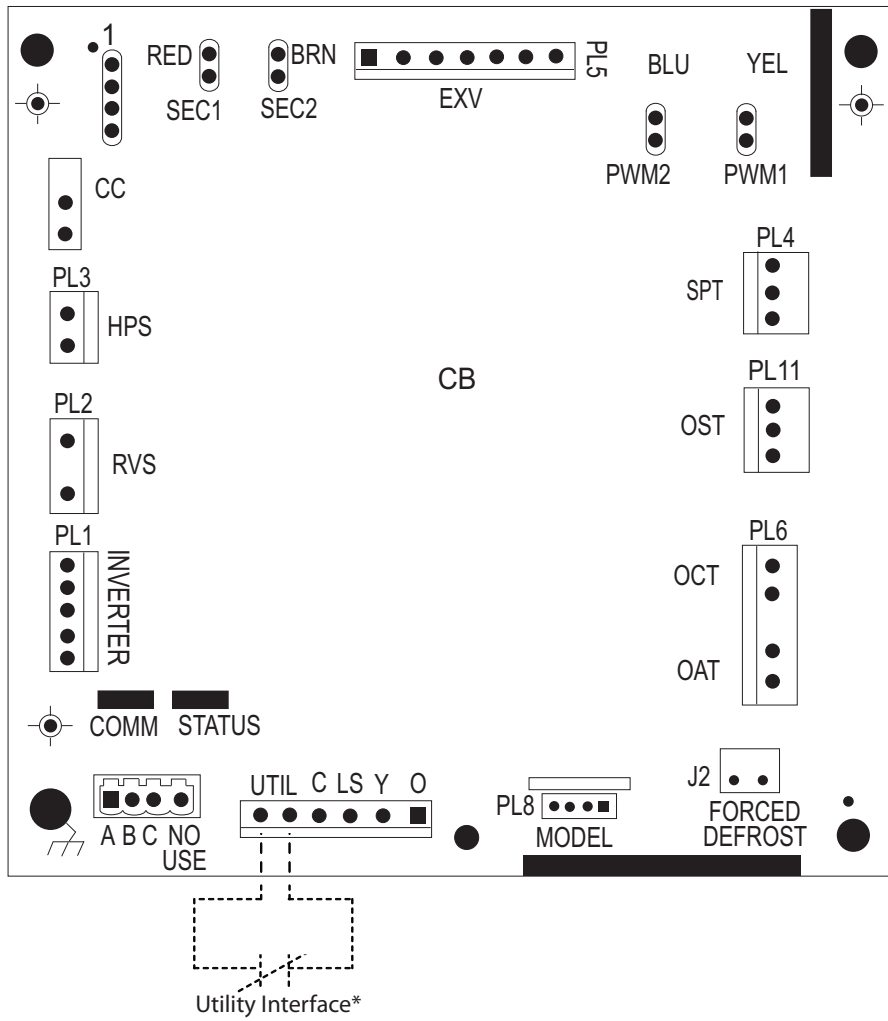 1
RED
SEC1
BRN
SEC2
EXV
PL5
BLU
YEL
PWM2
PWM1
CC
PL3
HPS
PL2
RVS
PL1
INVERTER
PL4
SPT
PL11
OST
PL6
OCT
OAT
CB
COMM
STATUS
A B C NO
USE
UTIL C LS Y O
PL8
MODEL
J2
FORCED
DEFROST
Utility Interface*